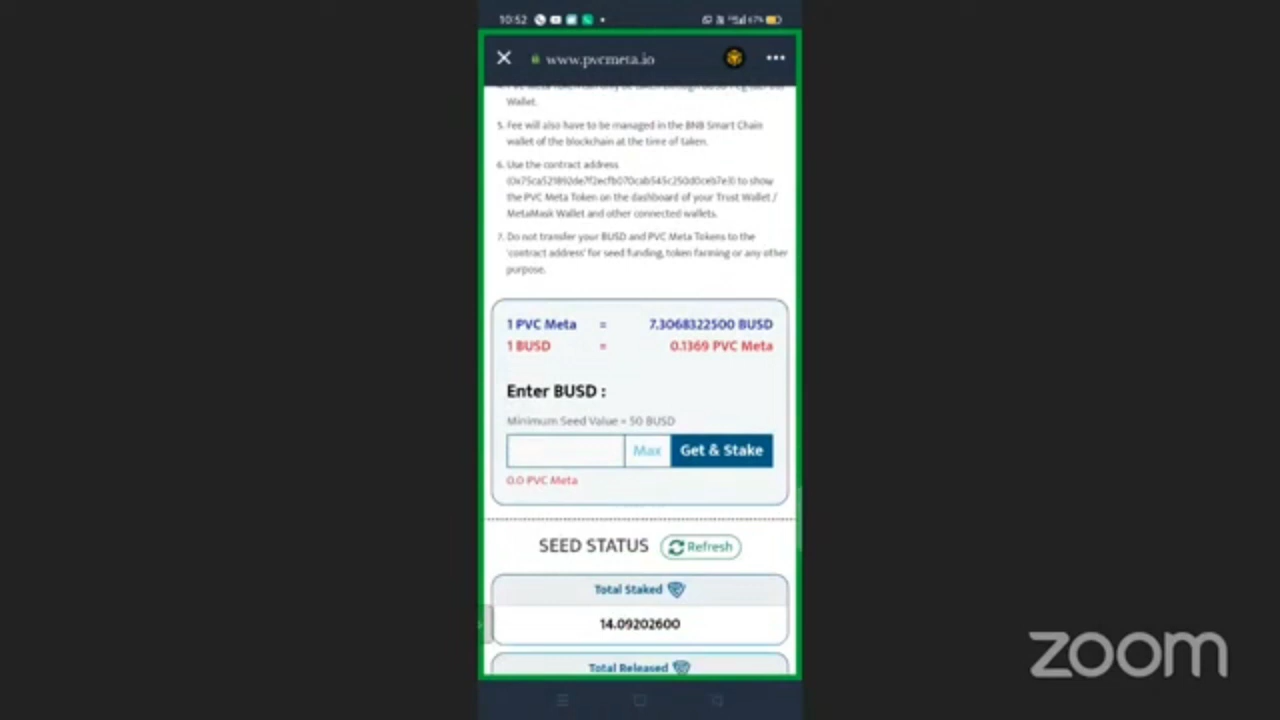 10:52
67%
www.pvcmeta.io
Wallet.
5. Fee will also have to be managed in the BNB Smart Chain
wallet of the blockchain at the time of taken.
6. Use the contract address
to show
the PVC Meta Token on the dashboard of your Trust Wallet /
MetaMask Wallet and other connected wallets.
7. Do not transfer your BUSD and PVC Meta Tokens to the
'contract address' for seed funding, token farming or any other
purpose.
1 PVC Meta = 7.3068322500 BUSD
1 BUSD = 0.1369 PVC Meta
Enter BUSD :
Minimum Seed Value = 50 BUSD
Max Get & Stake
0.0 PVC Meta
SEED STATUS Refresh
Total Staked
14.09202600
Total Released
zoom